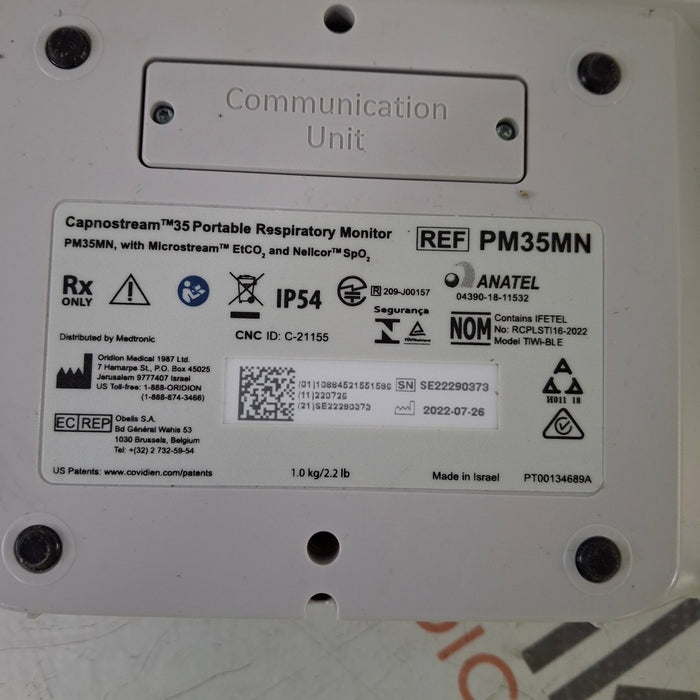 Communication
Unit
Capnostream™35 Portable Respiratory Monitor
PM35MN, with Microstream™ EtCO₂ and Nellcor™ SpO₂
REF PM35MN
Rx
ONLY
IP54
R 209-J00157
ANATEL
04390-18-11532
Segurança
Distributed by Medtronic
CNC ID: C-21155
NOM
Contains IFETEL
No: RCPLSTI16-2022
Model TiWi-BLE
Oridion Medical 1987 Ltd.
7 Hamarpe St., P.O. Box 45025
Jerusalem 9777407 Israel
US Toll-free: 1-888-ORIDION
(1-888-674-3466)
(01)10884521551586
(11)220726
(21)SE22290373
SN SE22290373
2022-07-26
H011 18
EC REP
Obelis S.A.
Bd Général Wahis 53
1030 Brussels, Belgium
Tel: +(32) 2 732-59-54
US Patents: www.covidien.com/patents
1.0 kg/2.2 lb
Made in Israel
PT00134689A